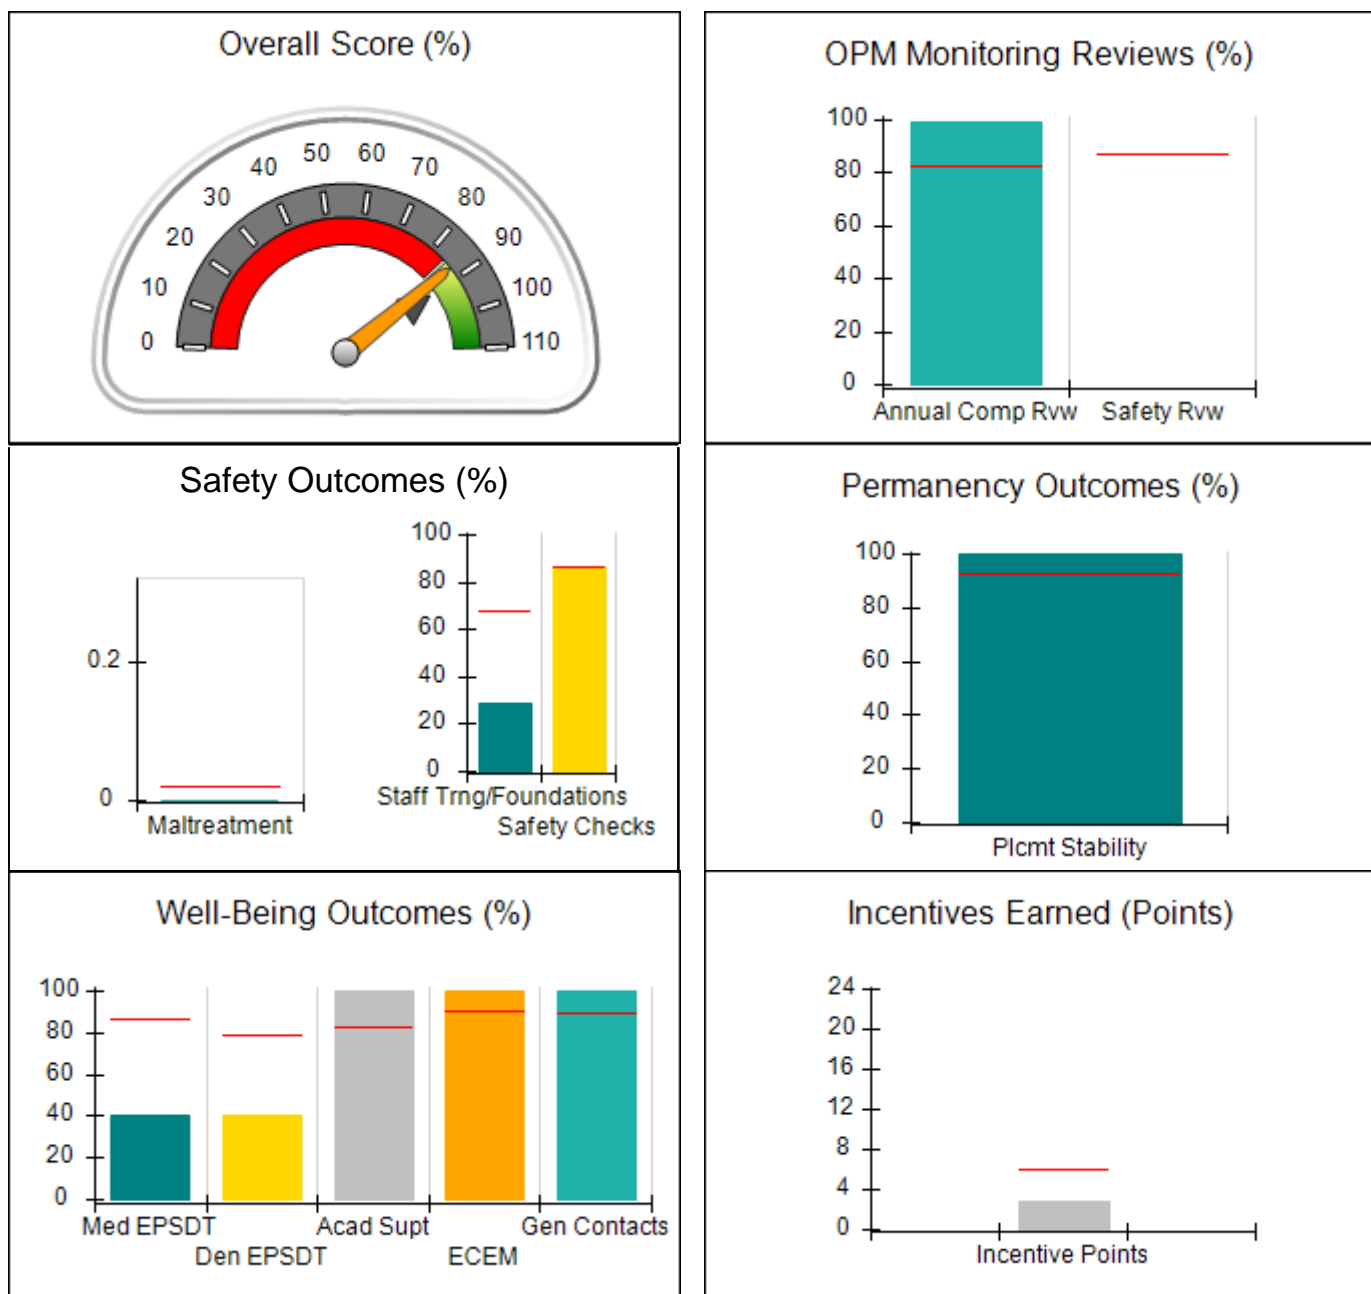 Overall Score (%)
0
10
20
30
40
50
60
70
80
90
100
110
OPM Monitoring Reviews (%)
100
80
60
40
20
0
Annual Comp Rvw
Safety Rvw
Safety Outcomes (%)
0.2
0
Maltreatment
100
80
60
40
20
0
Staff Trng/Foundations
Safety Checks
Permanency Outcomes (%)
100
80
60
40
20
0
Plcmt Stability
Well-Being Outcomes (%)
100
80
60
40
20
0
Med EPSDT
Acad Supt
Gen Contacts
Den EPSDT
ECEM
Incentives Earned (Points)
24
20
16
12
8
4
0
Incentive Points